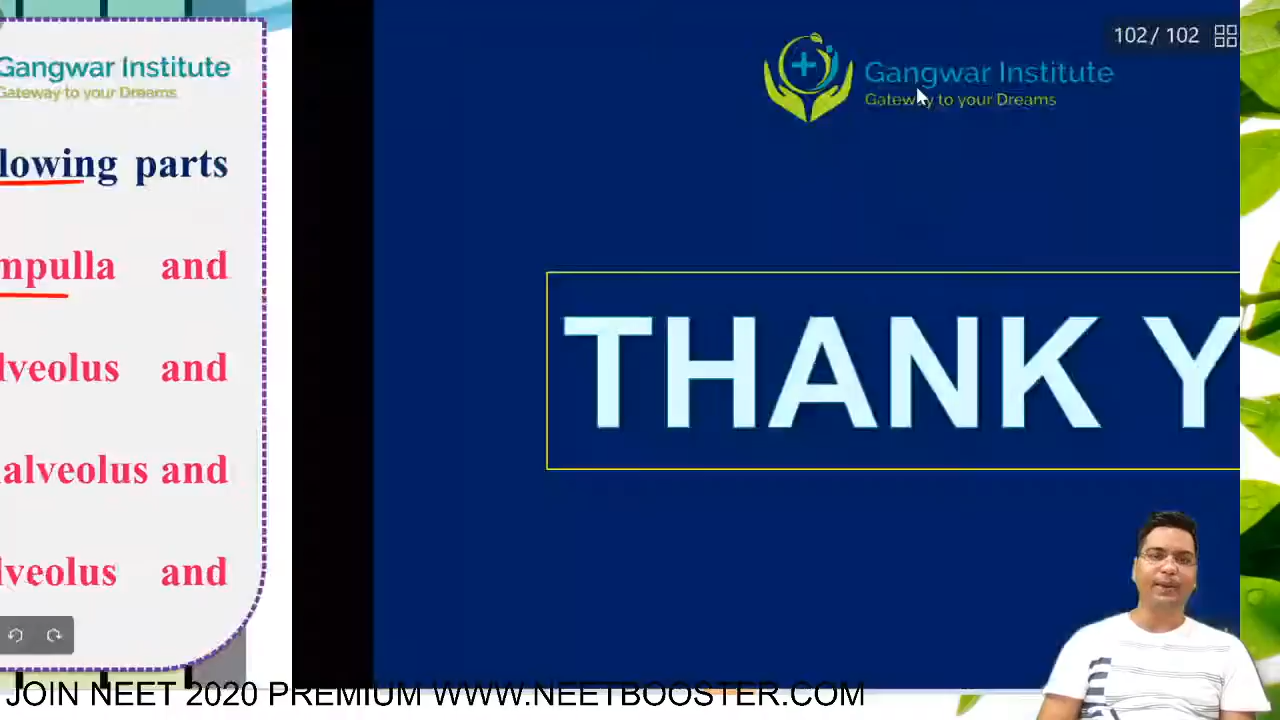 Gangwar Institute
Gateway to your Dreams
lowing parts
mpulla and
lveolus and
alveolus and
lveolus and
102 / 102
Gangwar Institute
Gateway to your Dreams
THANK Y
JOIN NEET 2020 PREMIUM WWW.NEETBOOSTER.COM